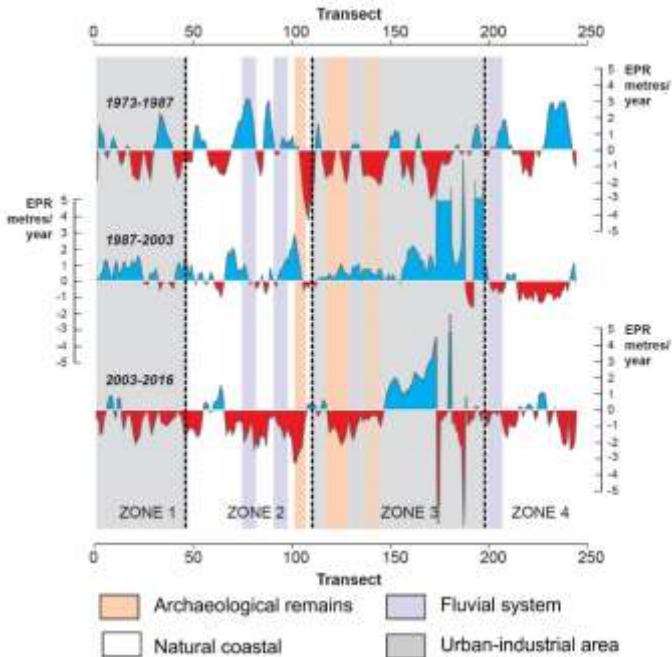 Transect
0 50 100 150 200 250
1973-1987
5
4
3
2
1
0
-1
-2
-3
-4
-5
EPR
metres/
year
EPR
metres/
year
5
4
3
2
1
0
-1
-2
-3
-4
-5
1987-2003
2003-2016
5
4
3
2
1
0
-1
-2
-3
-4
-5
EPR
metres/
year
ZONE 1 ZONE 2 ZONE 3 ZONE 4
0 50 100 150 200 250
Transect
Archaeological remains Fluvial system
Natural coastal Urban-industrial area